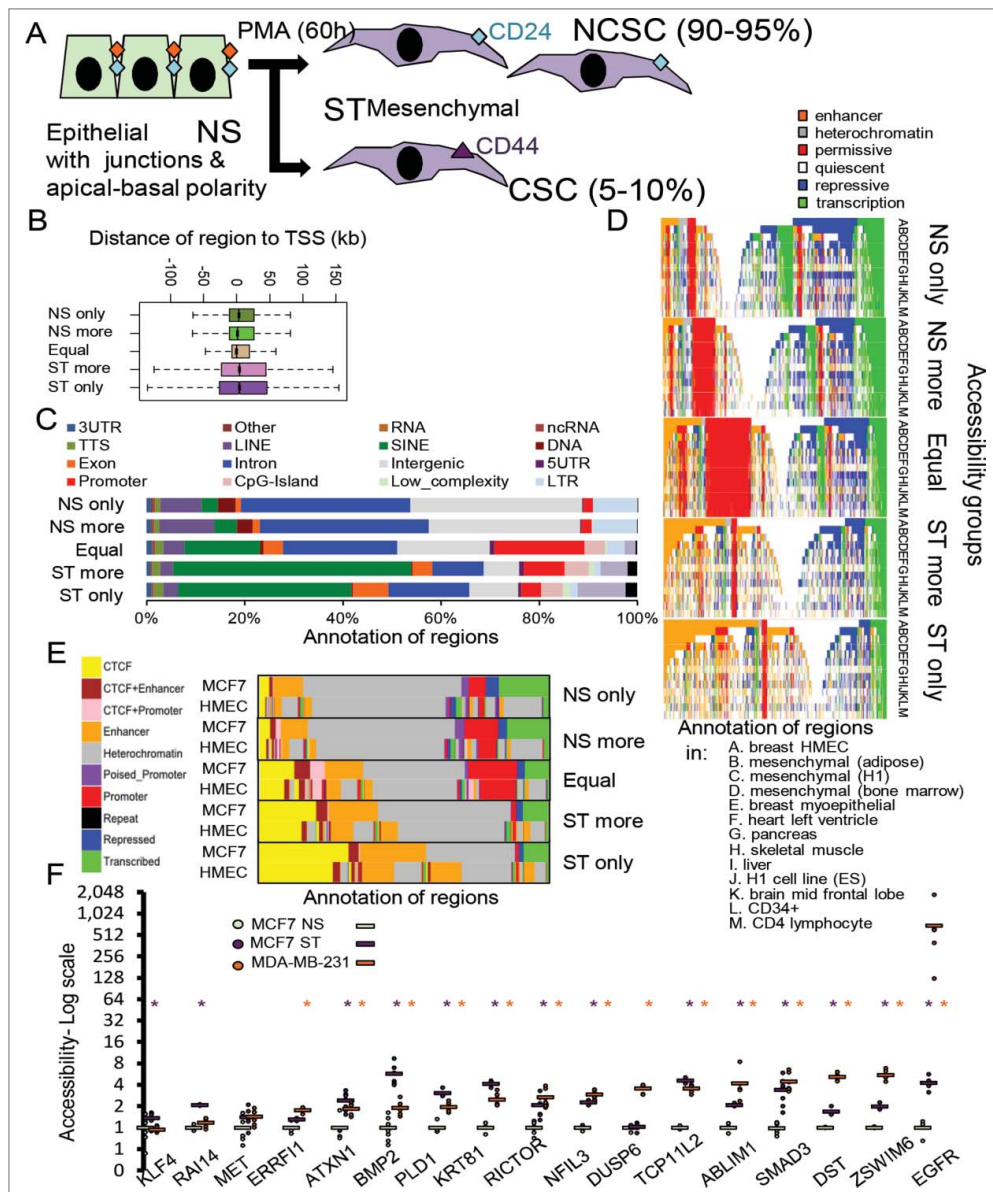 A
PMA (60h)
CD24
NCSC (90-95%)
Epithelial
with junctions &
apical-basal polarity
NS
ST Mesenchymal
CD44
CSC (5-10%)
enhancer
heterochromatin
permissive
quiescent
repressive
transcription
B
Distance of region to TSS (kb)
-100
-50
0
50
100
150
NS only
NS more
Equal
ST more
ST only
C
3UTR
Other
RNA
ncRNA
TTS
LINE
SINE
DNA
Exon
Intron
Intergenic
5UTR
Promoter
CpG-Island
Low_complexity
LTR
NS only
NS more
Equal
ST more
ST only
0%
20%
40%
60%
80%
100%
Annotation of regions
D
ABCDEFGHIJKLM
NS only
ABCDEFGHIJKLM
NS more
ABCDEFGHIJKLM
Equal
ABCDEFGHIJKLM
ST more
ABCDEFGHIJKLM
ST only
Accessibility groups
Annotation of regions
in:
A. breast HMEC
B. mesenchymal (adipose)
C. mesenchymal (H1)
D. mesenchymal (bone marrow)
E. breast myoepithelial
F. heart left ventricle
G. pancreas
H. skeletal muscle
I. liver
J. H1 cell line (ES)
K. brain mid frontal lobe
L. CD34+
M. CD4 lymphocyte
E
CTCF
CTCF+Enhancer
CTCF+Promoter
Enhancer
Heterochromatin
Poised_Promoter
Promoter
Repeat
Repressed
Transcribed
MCF7
HMEC
NS only
MCF7
HMEC
NS more
MCF7
HMEC
Equal
MCF7
HMEC
ST more
MCF7
HMEC
ST only
Annotation of regions
F
Accessibility- Log scale
2,048
1,024
512
256
128
64
32
16
8
4
2
1
0
MCF7 NS
MCF7 ST
MDA-MB-231
* * * * * * * * * * * * * * * * * * * * * * * * * * * * *
KLF4
RAI14
MET
ERRFI1
ATXN1
BMP2
PLD1
KRT81
RICTOR
NFIL3
DUSP6
TCP11L2
ABLIM1
SMAD3
DST
ZSWIM6
EGFR